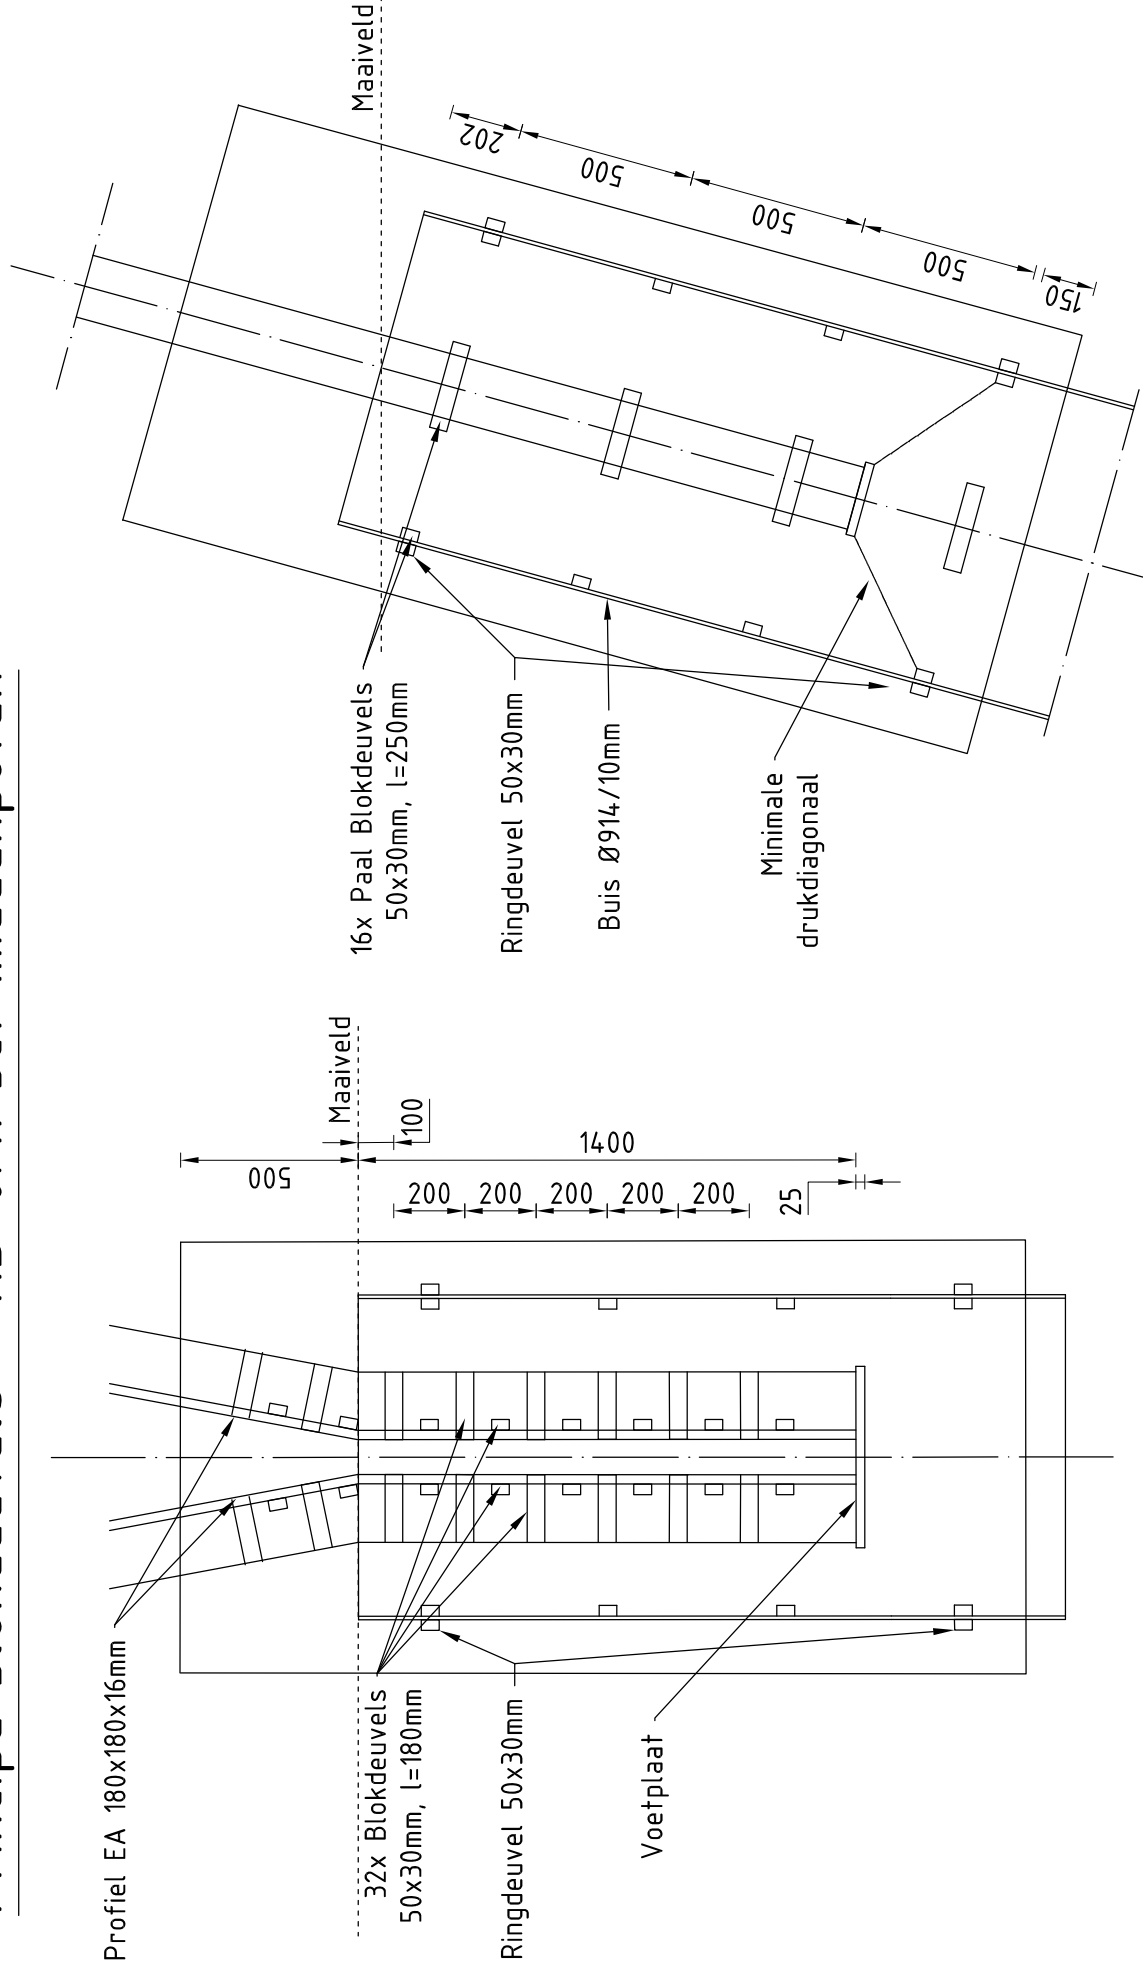 Profiel EA 180x180x16mm
32x Blokdeuvels
50x30mm, l=180mm
Ringdeuvel 50x30mm
Voetplaat
Maaiveld
500
100
1400
200
200
200
200
200
25
16x Paal Blokdeuvels
50x30mm, l=250mm
Ringdeuvel 50x30mm
Buis Ø914/10mm
Minimale
drukdiagonaal
Maaiveld
202
500
500
500
150